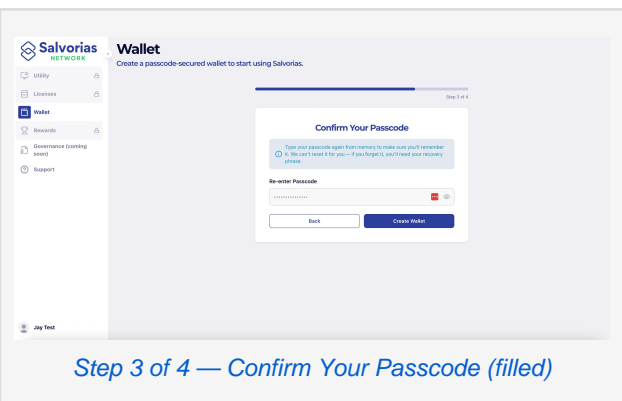 Salvorias
NETWORK
Wallet
Create a passcode-secured wallet to start using Salvorias.
Utility
Licenses
Wallet
Rewards
Governance (coming
soon)
Support
Step 3 of 4
Confirm Your Passcode
Type your passcode again from memory to make sure you'll remember
it. We can't reset it for you — if you forget it, you'll need your recovery
phrase.
Re-enter Passcode
Back
Create Wallet
Jay Test
Step 3 of 4 — Confirm Your Passcode (filled)